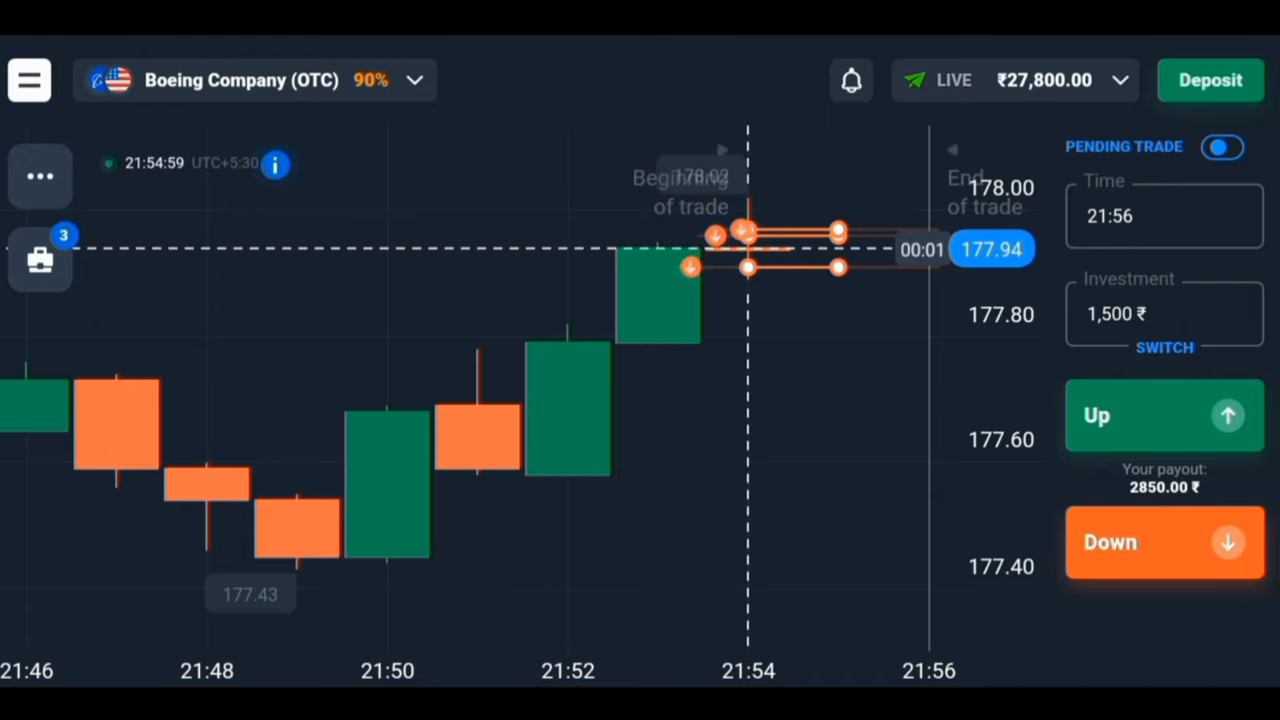 Boeing Company (OTC) 90%
LIVE ₹27,800.00
Deposit
21:54:59 UTC+5:30
3
Beginning
of trade
178.02
End
of trade
178.00
00:01 177.94
177.80
177.60
177.40
177.43
21:46 21:48 21:50 21:52 21:54 21:56
PENDING TRADE
Time
21:56
Investment
1,500 ₹
SWITCH
Up
Your payout:
2850.00 ₹
Down